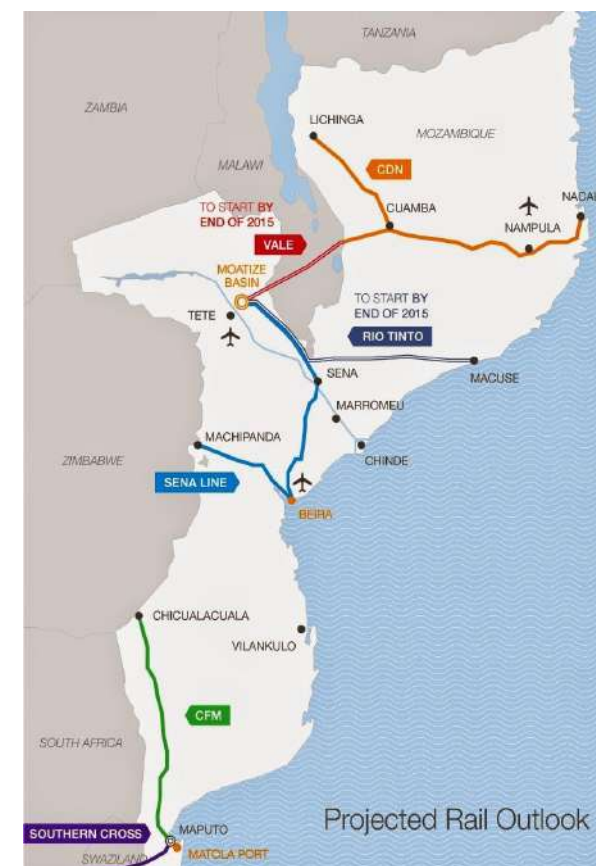 TANZANIA
ZAMBIA
LICHINGA
MOZAMBIQUE
MALAWI
CDN
TO START BY
END OF 2015
CUAMBA
NACAL
NAMPULA
VALE
MOATIZE
BASIN
TO START BY
END OF 2015
TETE
RIO TINTO
SENA
MACUSE
MARROMEU
MACHIPANDA
ZIMBABWE
CHINDE
SENA LINE
BEIRA
CHICUALACUALA
VILANKULO
CFM
SOUTH AFRICA
Projected Rail Outlook
SOUTHERN CROSS
MAPUTO
MATOLA PORT
SWAZILAND